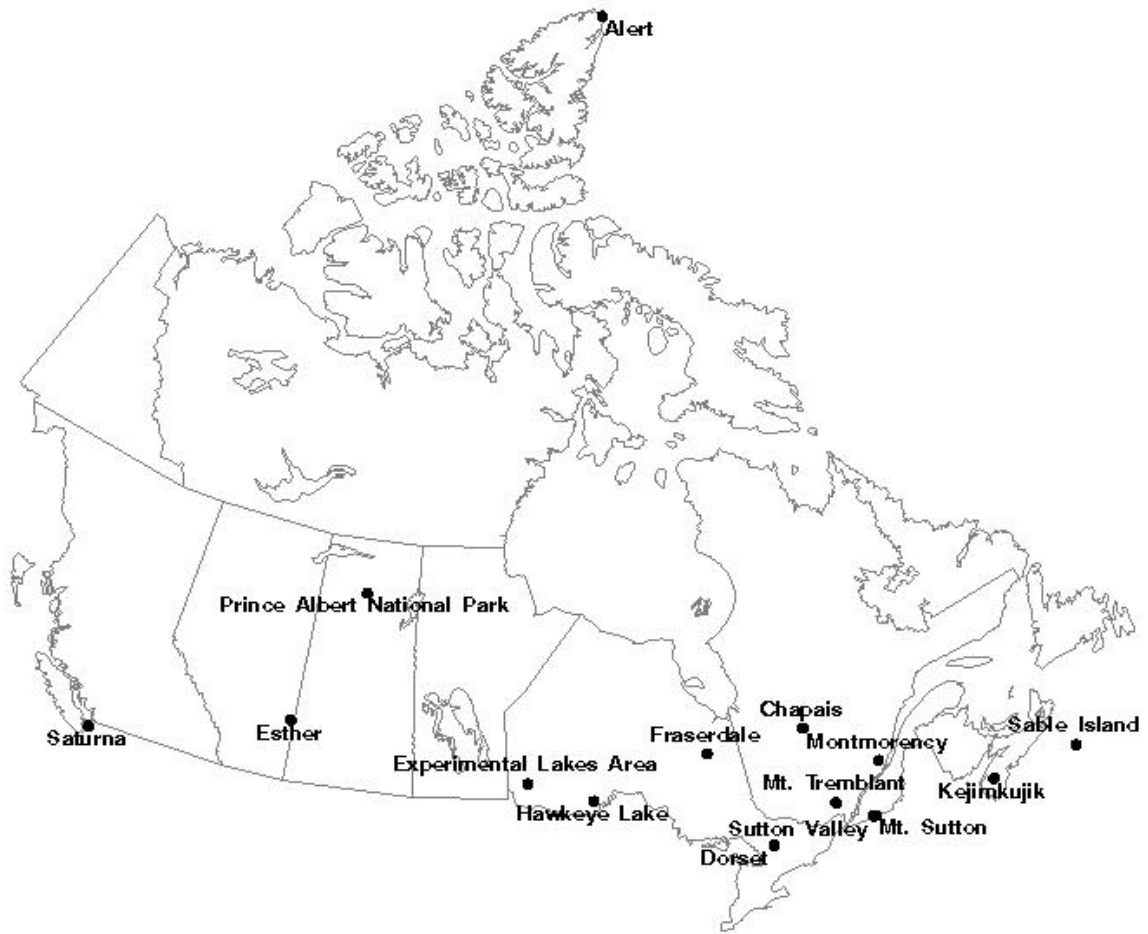 Alert
Prince Albert National Park
Saturna
Esther
Chapais
Sable Island
Fraserdale
Montmorency
Experimental Lakes Area
Mt. Tremblant
Kejimkujik
Hawkeye Lake
Sutton Valley
Mt. Sutton
Dorset